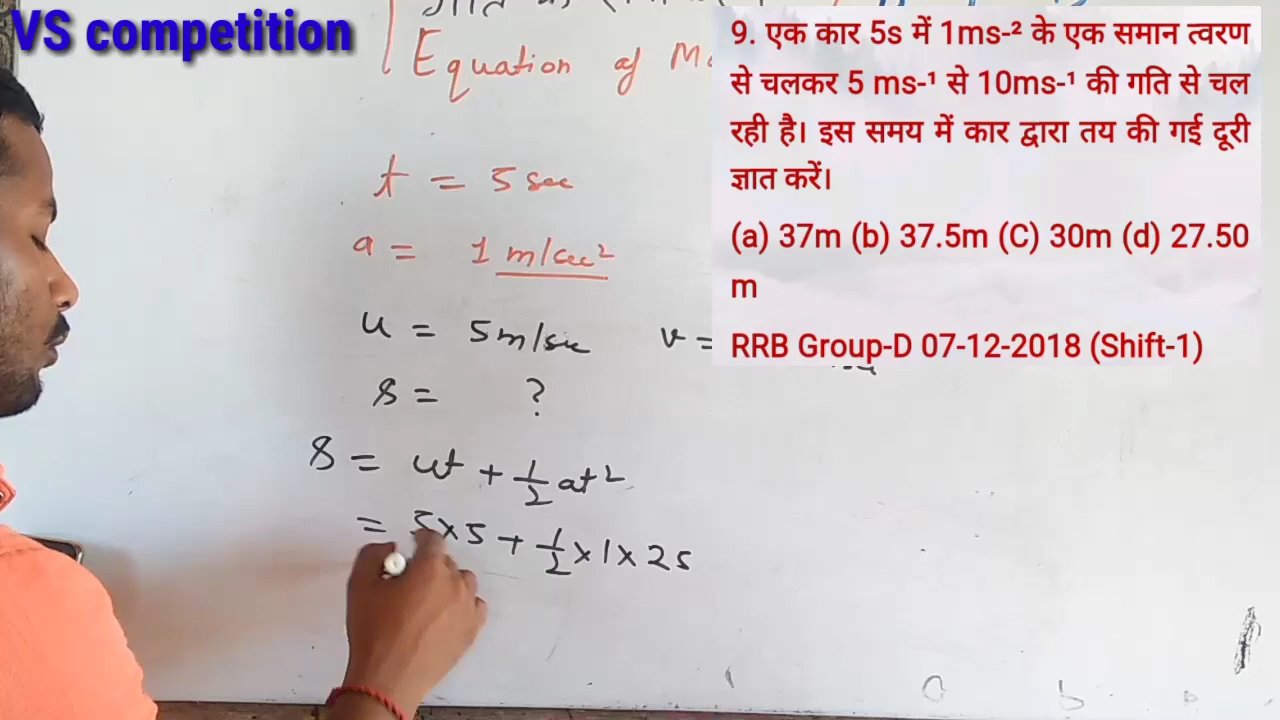 VS competition
Equation of
9. एक कार 5s में 1ms-² के एक समान त्वरण
से चलकर 5 ms-¹ से 10ms-¹ की गति से चल
रही है। इस समय में कार द्वारा तय की गई दूरी
ज्ञात करें।
(a) 37m (b) 37.5m (C) 30m (d) 27.50
m
RRB Group-D 07-12-2018 (Shift-1)
t = 5 sec
a = 1 m/sec²
u = 5m/sec v =
s = ?
s = ut + 1/2 at²
= 5×5 + 1/2 × 1 × 25